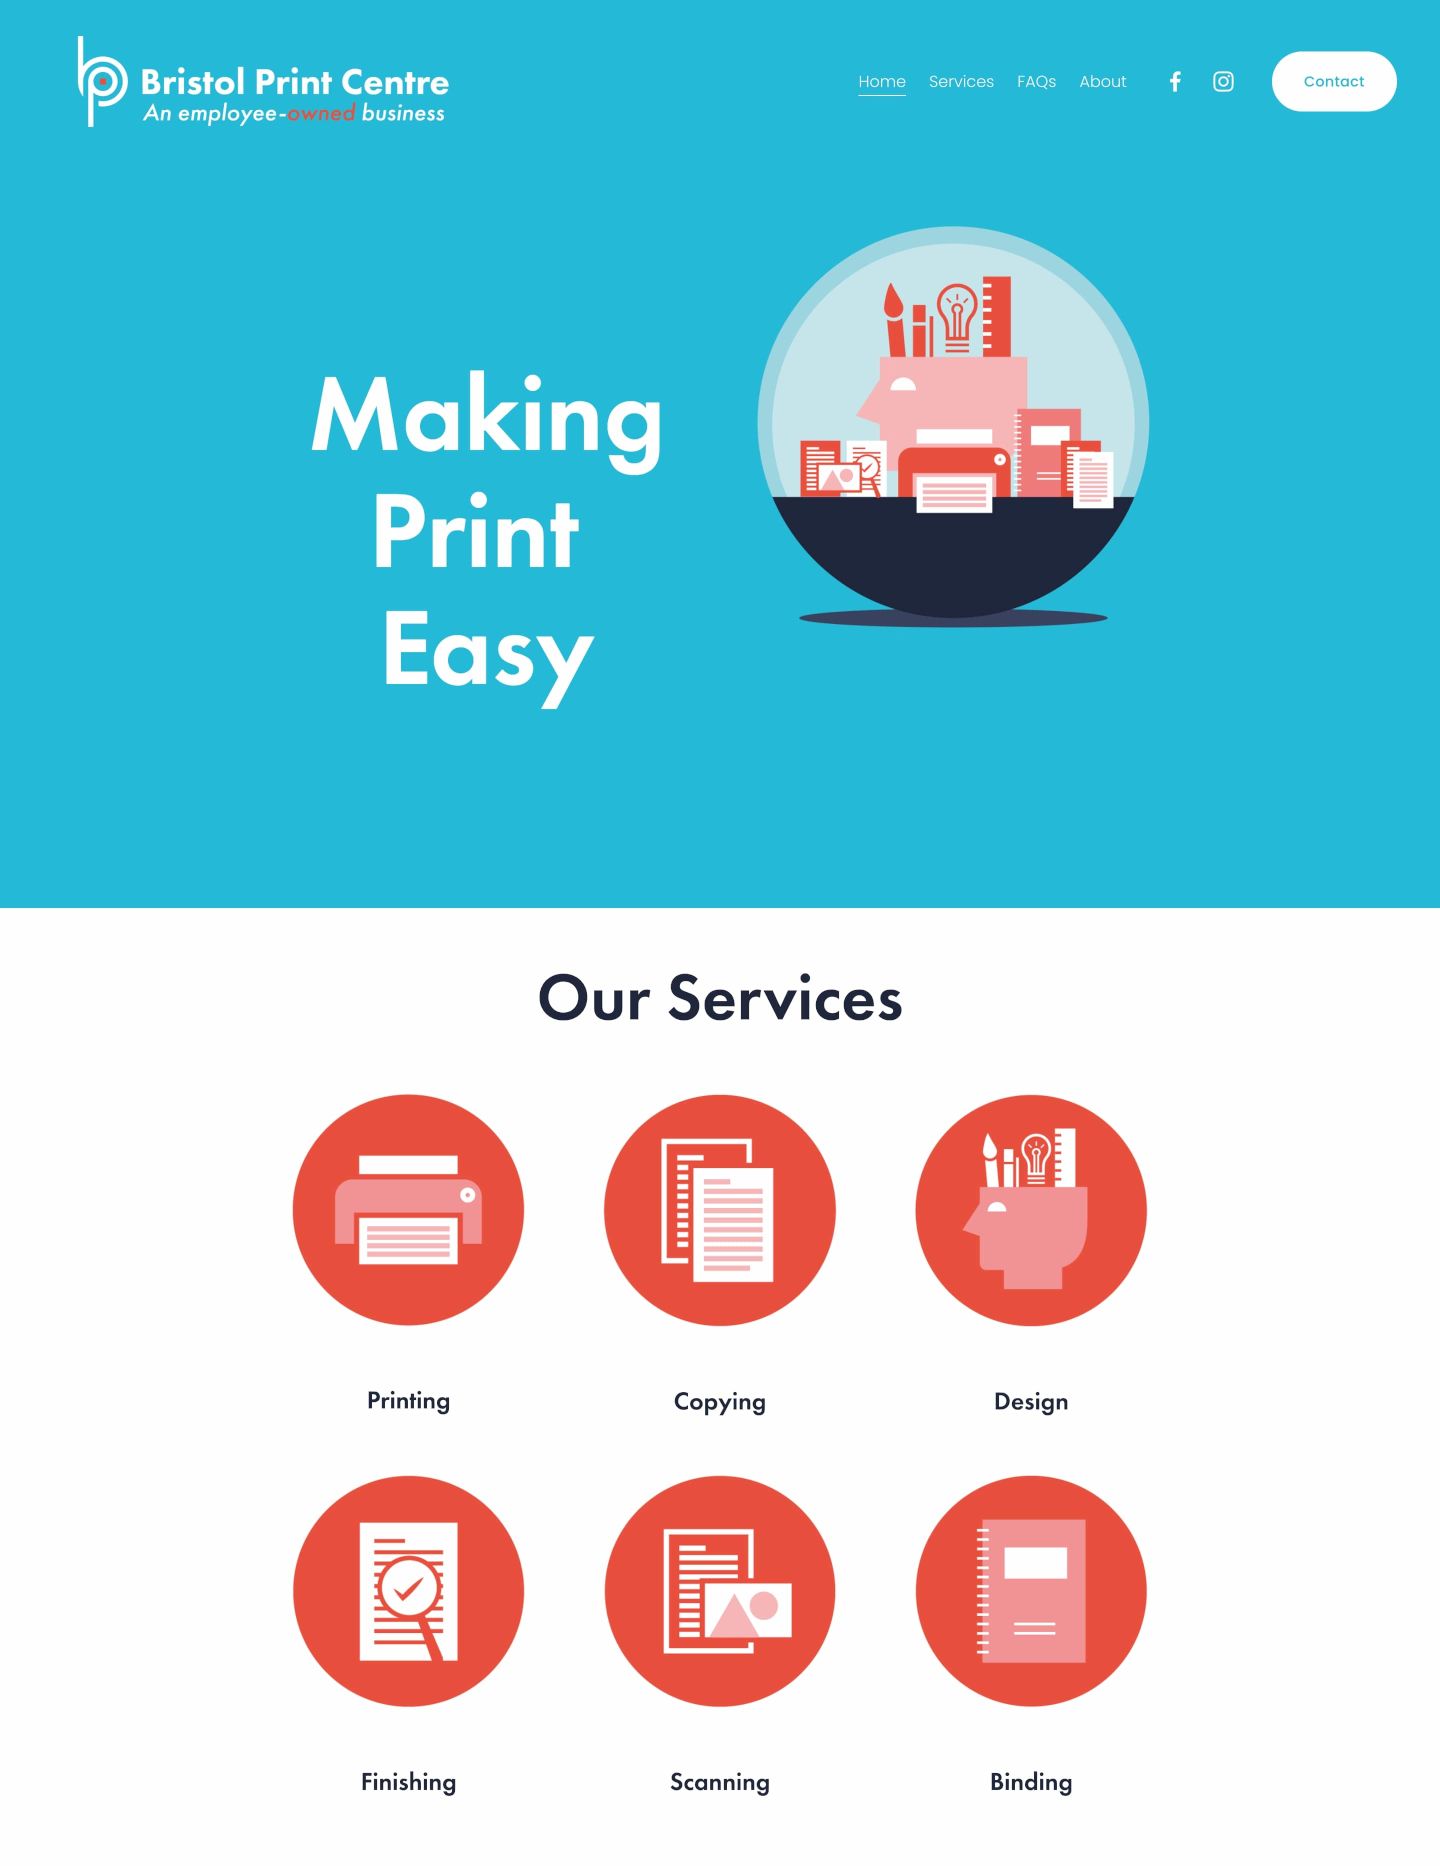 Bristol Print Centre
An employee-owned business
Home Services FAQs About Contact
Making
Print
Easy
Our Services
Printing Copying Design
Finishing Scanning Binding